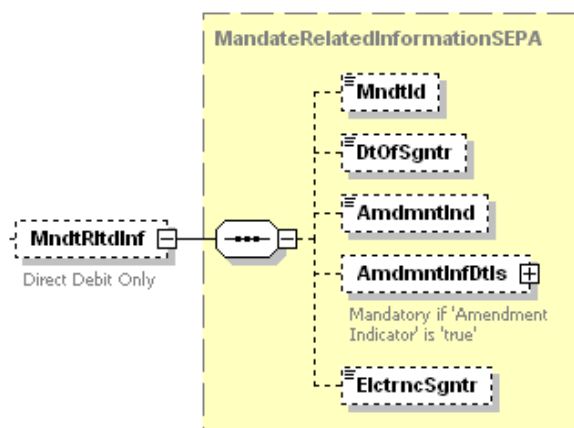 MandateRelatedInformationSEPA
MndtId
DtOfSgntr
AmdmntInd
MndtRltdInf
Direct Debit Only
AmdmntInfDtls
Mandatory if 'Amendment
Indicator' is 'true'
ElctrncSgntr